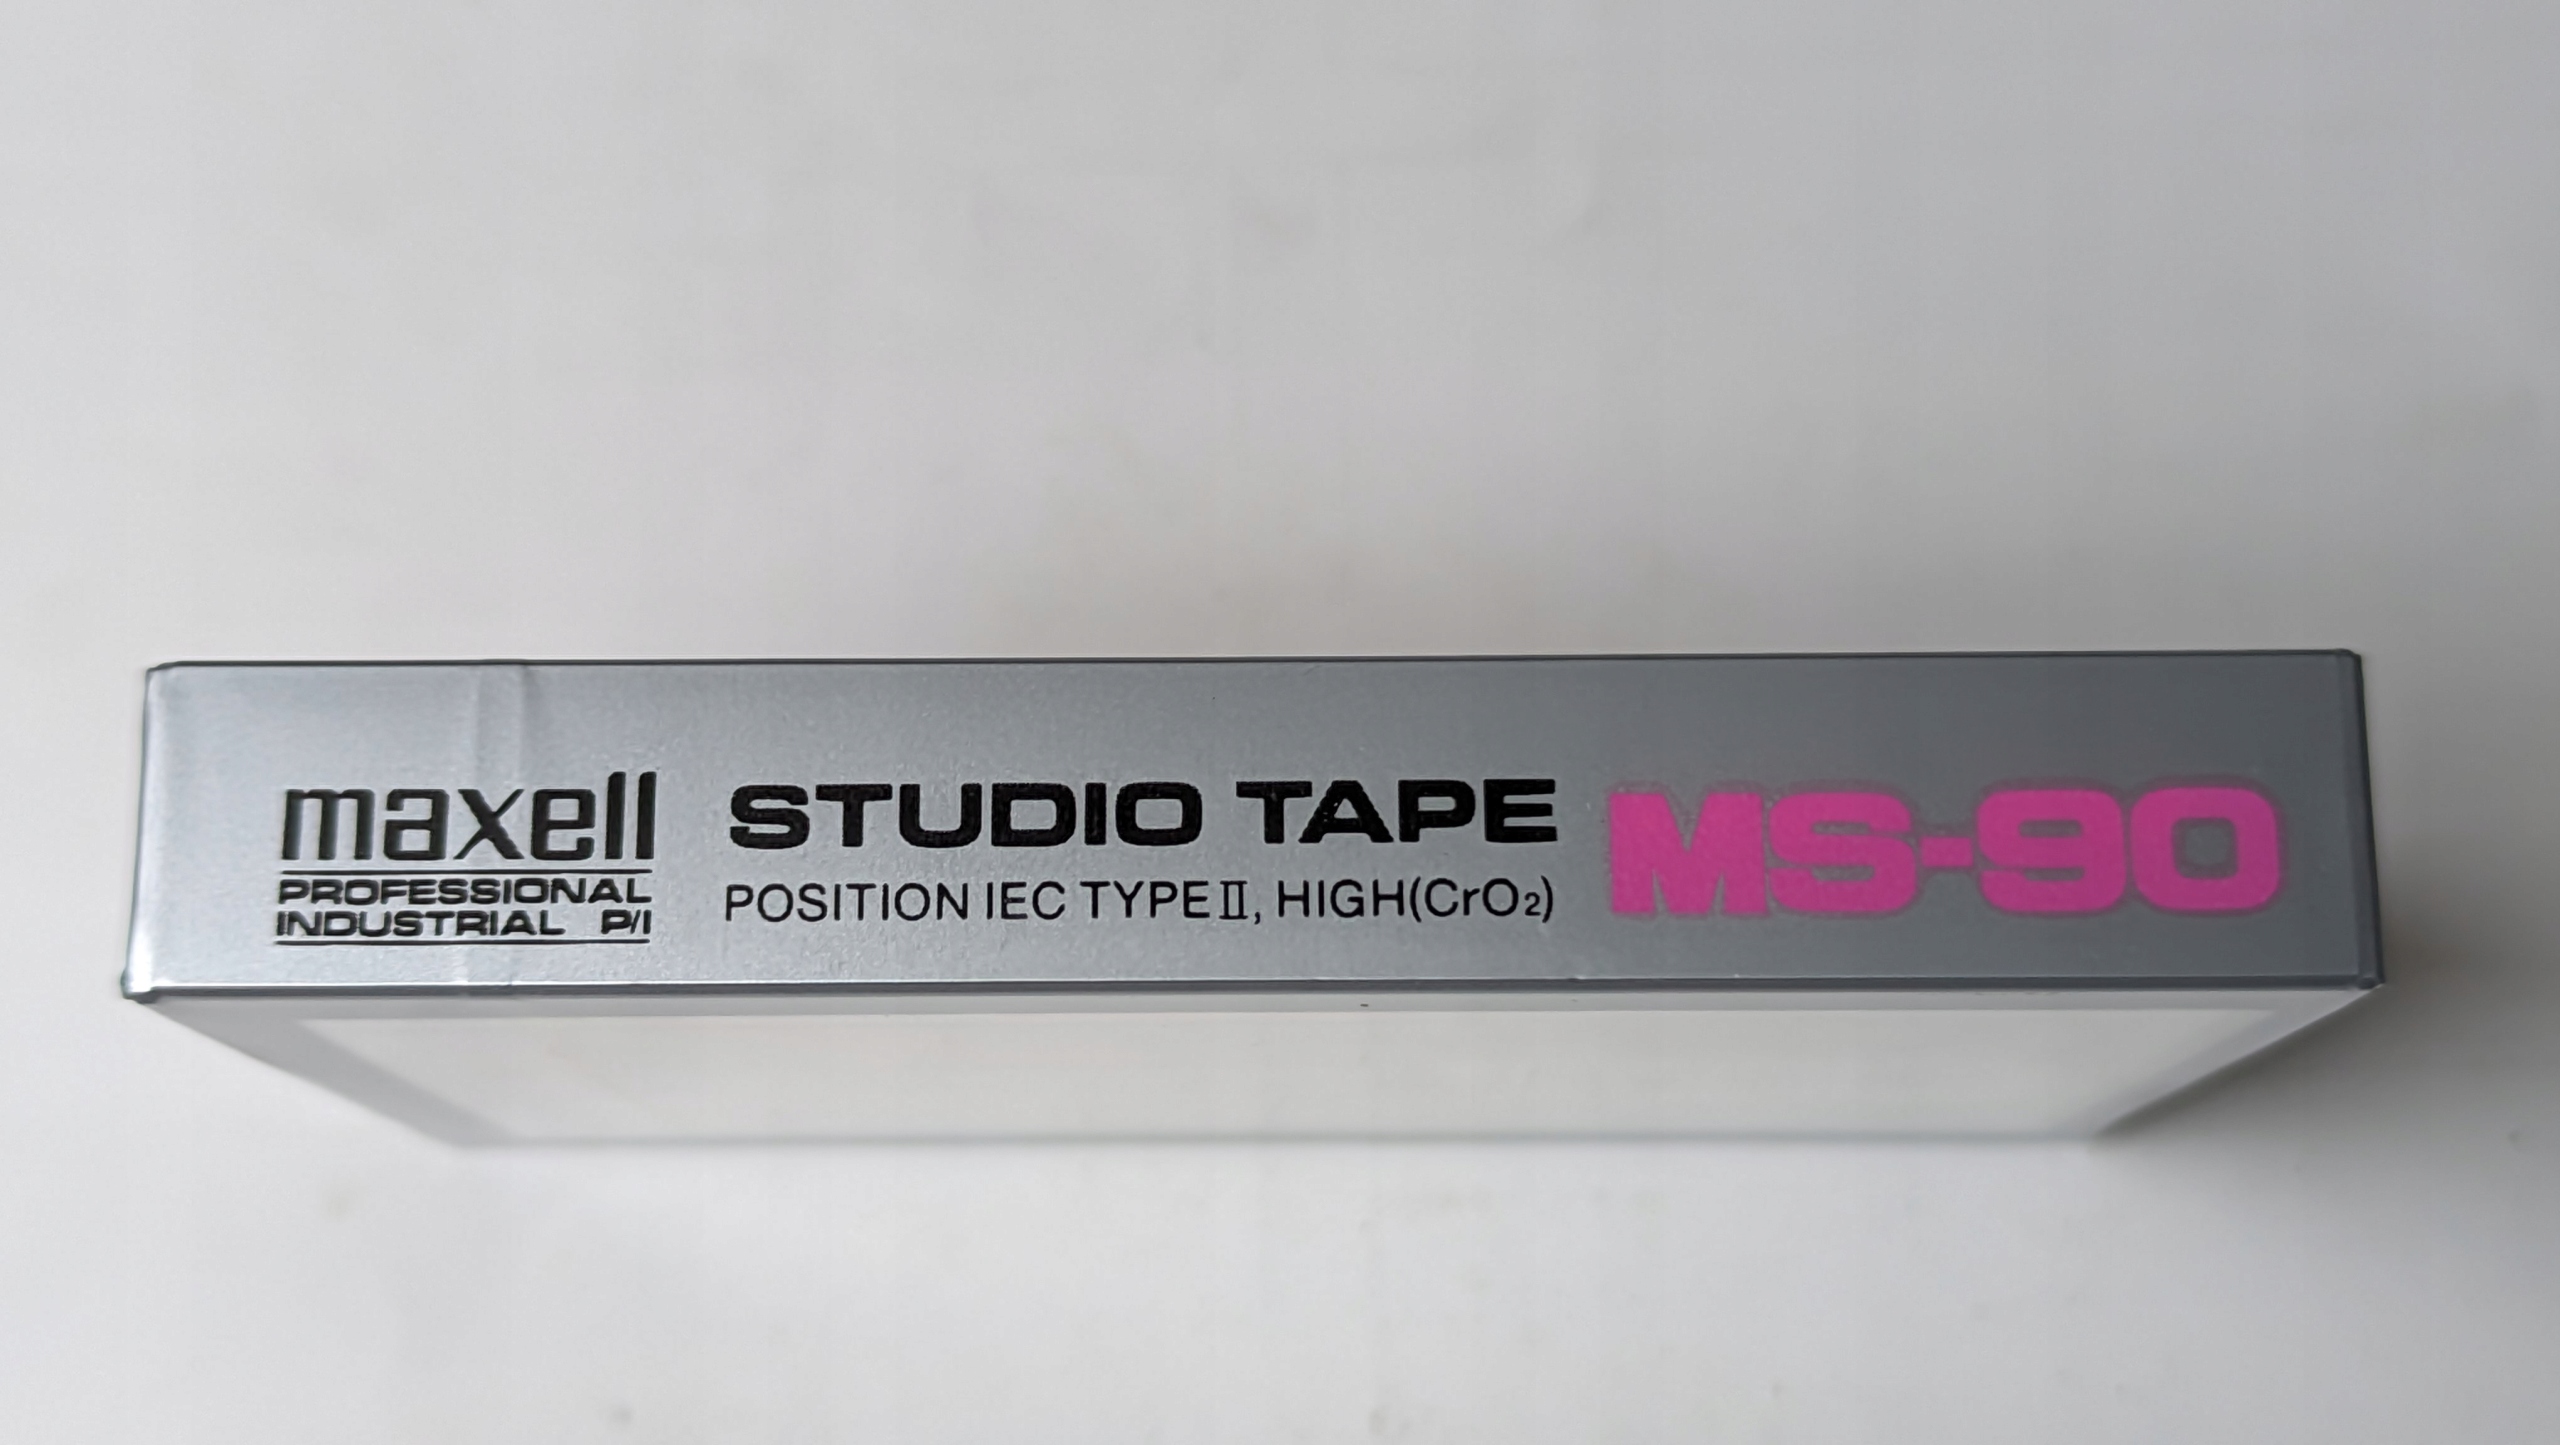 maxell
PROFESSIONAL
INDUSTRIAL P/I
STUDIO TAPE
POSITION IEC TYPE II, HIGH(CrO₂)
MS-90